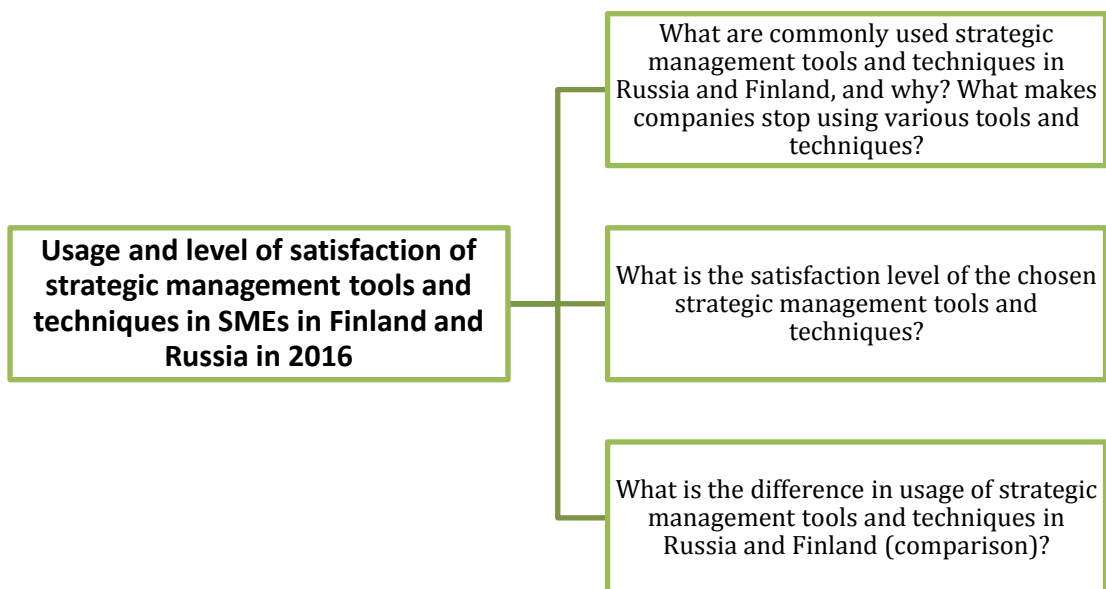 What are commonly used strategic
management tools and techniques in
Russia and Finland, and why? What makes
companies stop using various tools and
techniques?
Usage and level of satisfaction of
strategic management tools and
techniques in SMEs in Finland and
Russia in 2016
What is the satisfaction level of the chosen
strategic management tools and
techniques?
What is the difference in usage of strategic
management tools and techniques in
Russia and Finland (comparison)?